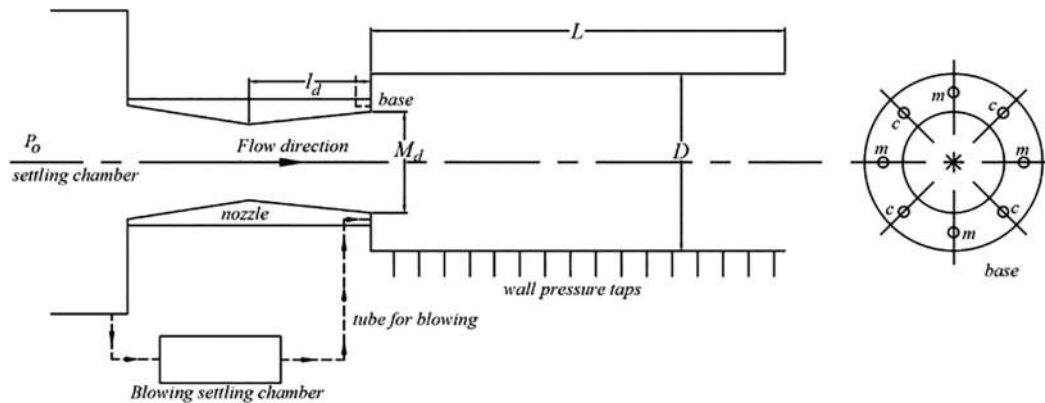 L
l_d
base
P_o
Flow direction
M_d
D
settling chamber
nozzle
wall pressure taps
tube for blowing
Blowing settling chamber
m
c
c
m
m
c
c
m
base